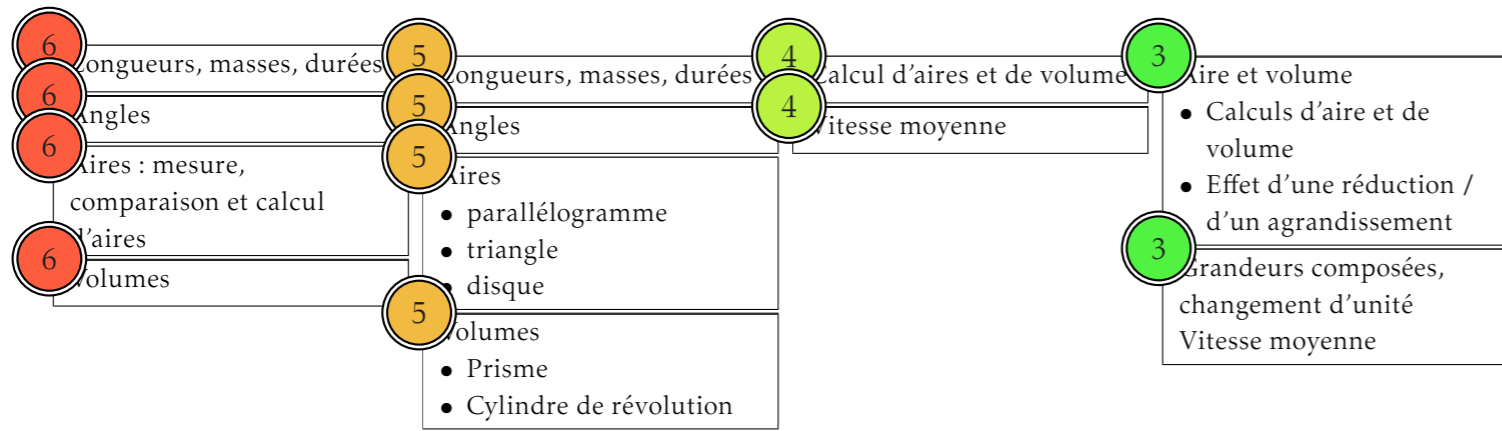 6
Longueurs, masses, durées
6
Angles
6
Aires : mesure,
comparaison et calcul
d'aires
6
Volumes
5
Longueurs, masses, durées
5
Angles
5
Aires
• parallélogramme
• triangle
• disque
5
Volumes
• Prisme
• Cylindre de révolution
4
Calcul d'aires et de volume
4
Vitesse moyenne
3
Aire et volume
• Calculs d'aire et de
volume
• Effet d'une réduction /
d'un agrandissement
3
Grandeurs composées,
changement d'unité
Vitesse moyenne